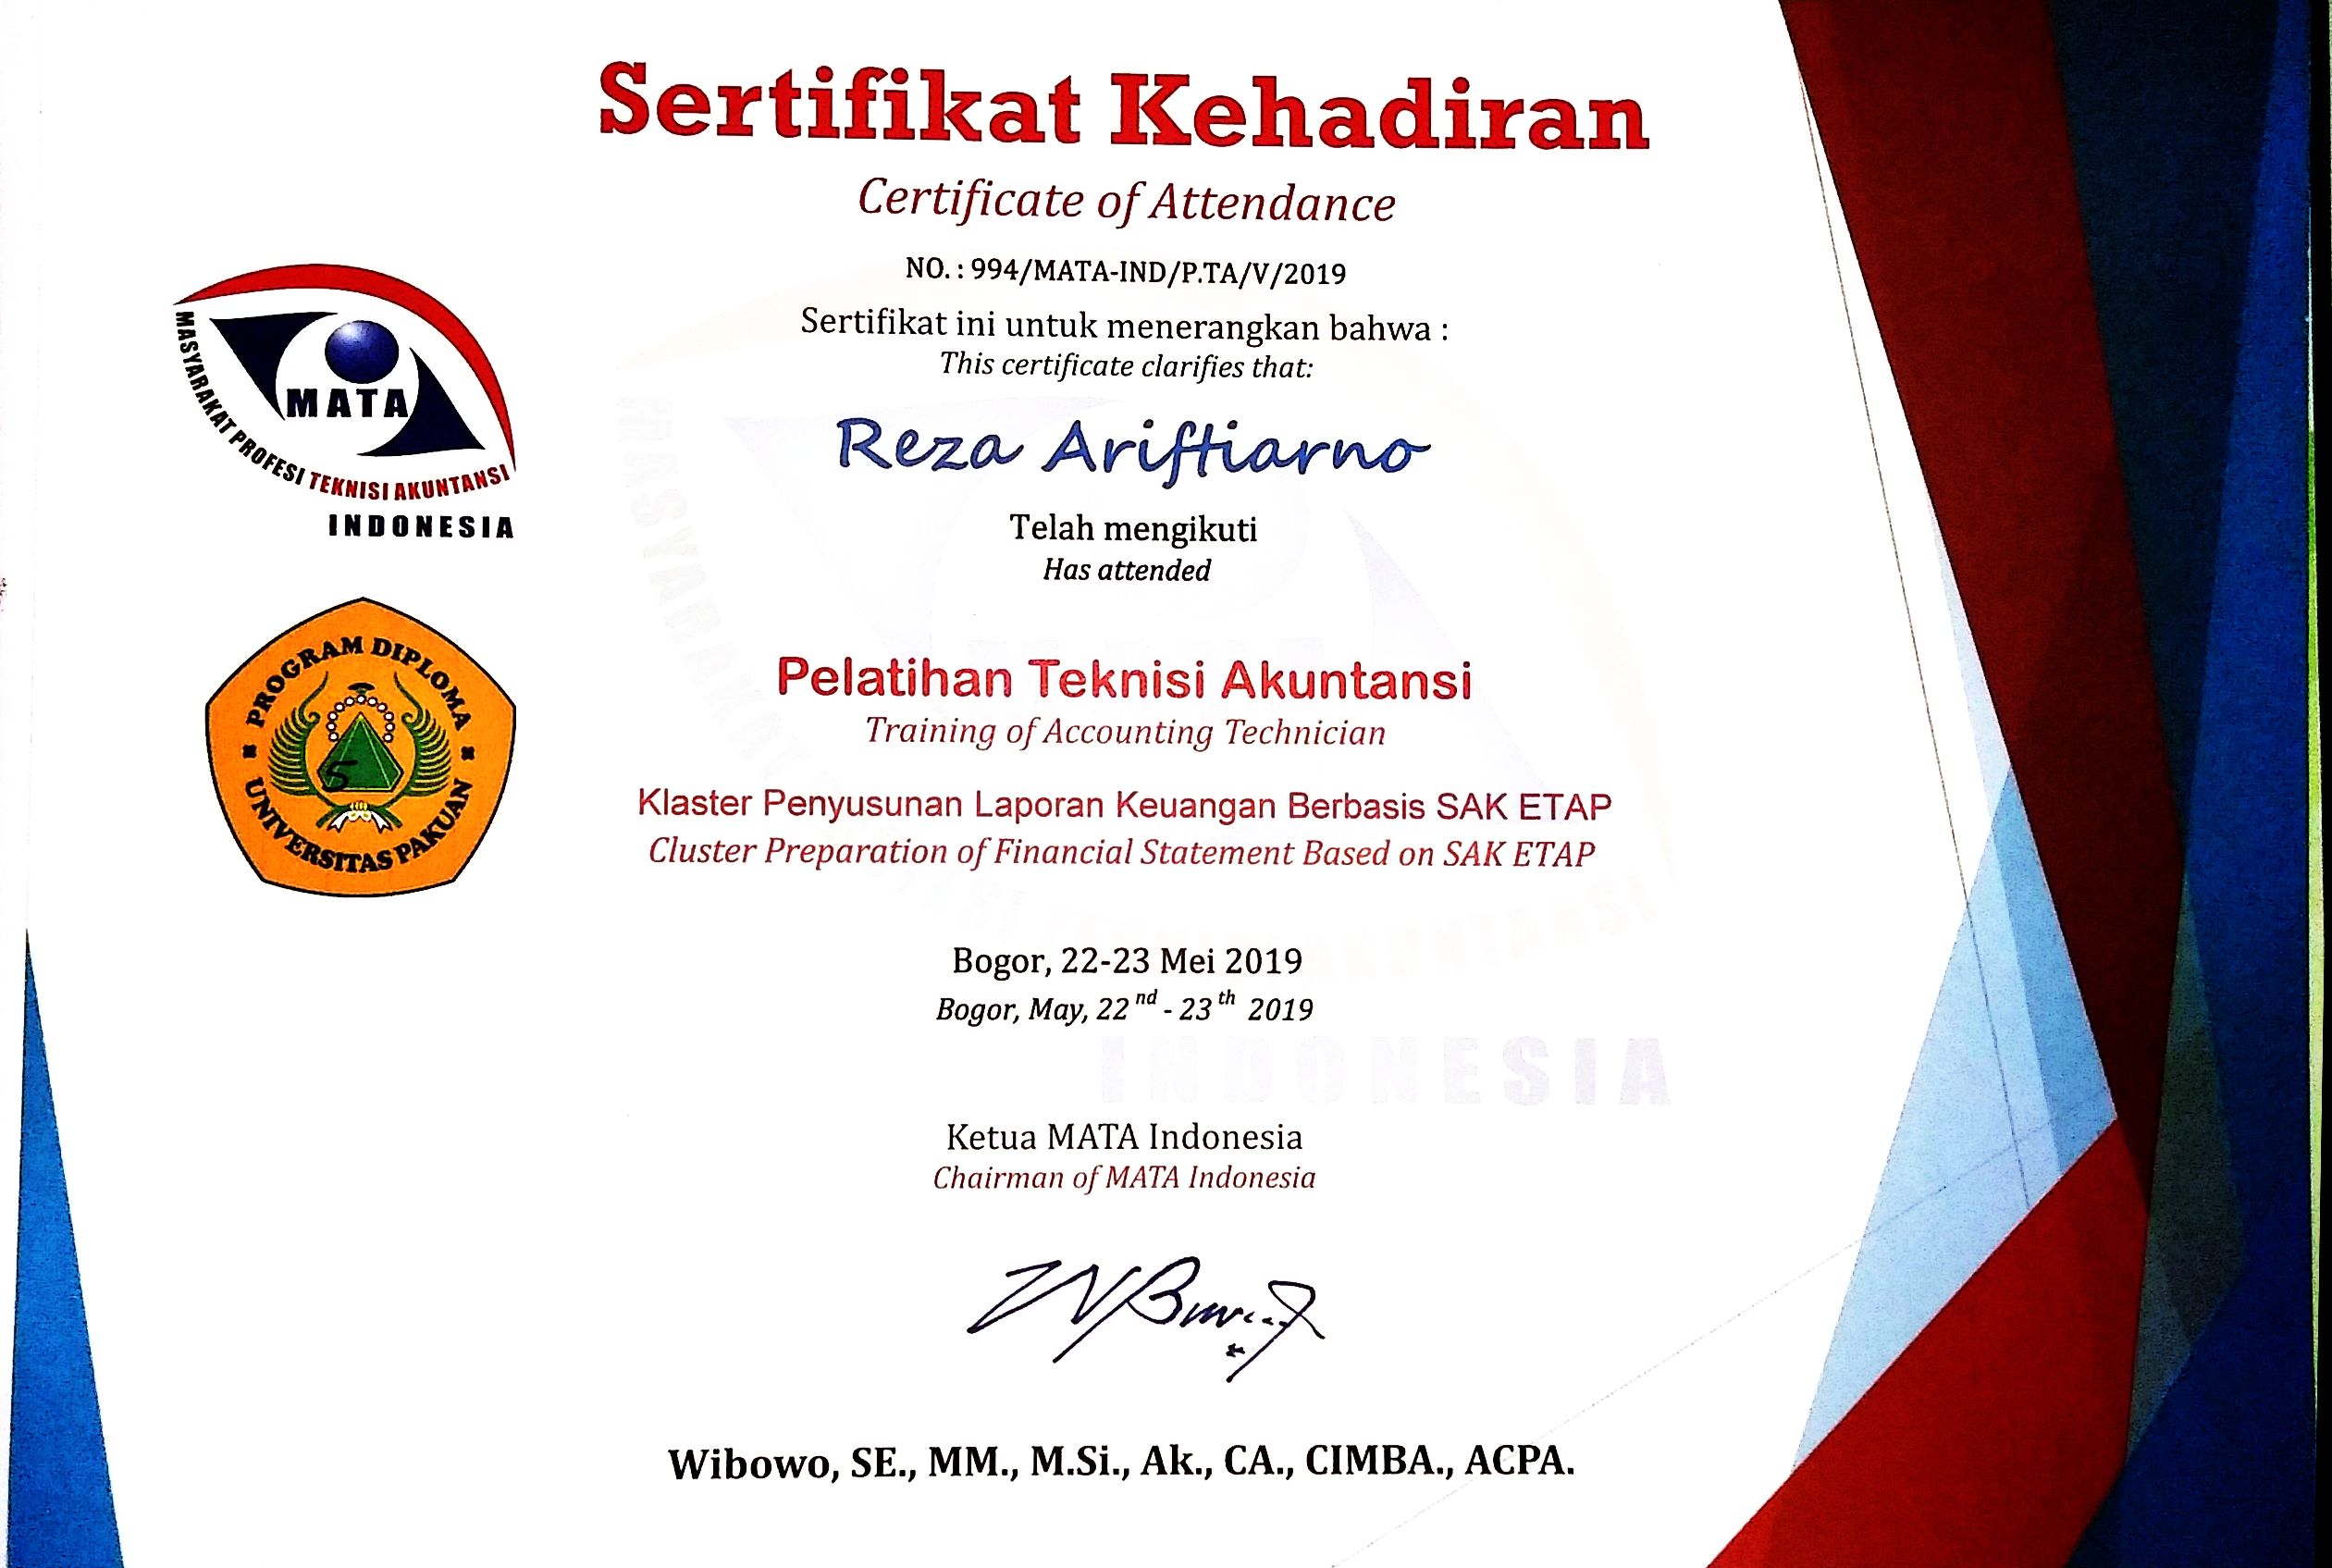 Sertifikat Kehadiran
Certificate of Attendance
NO. : 994/MATA-IND/P.TA/V/2019
Sertifikat ini untuk menerangkan bahwa :
This certificate clarifies that:
Reza Ariftiarno
Telah mengikuti
Has attended
Pelatihan Teknisi Akuntansi
Training of Accounting Technician
Klaster Penyusunan Laporan Keuangan Berbasis SAK ETAP
Cluster Preparation of Financial Statement Based on SAK ETAP
Bogor, 22-23 Mei 2019
Bogor, May, 22 nd - 23 th 2019
Ketua MATA Indonesia
Chairman of MATA Indonesia
Wibowo, SE., MM., M.Si., Ak., CA., CIMBA., ACPA.
MATA
MASYARAKAT PROFESI TEKNISI AKUNTANSI
INDONESIA
PROGRAM DIPLOMA
5
UNIVERSITAS PAKUAN
INDONESIA